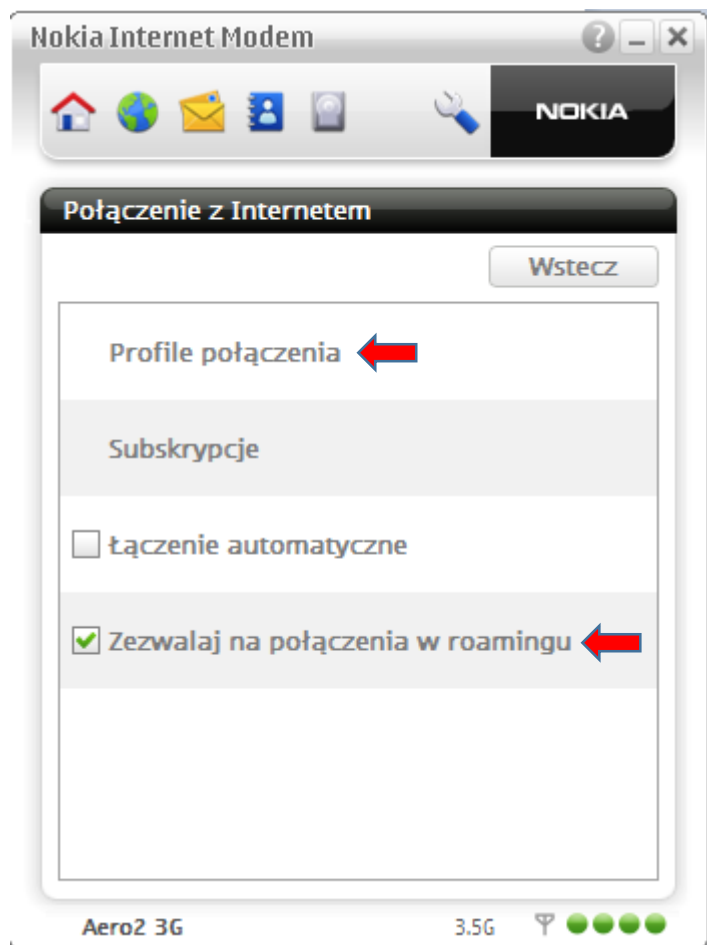 Nokia Internet Modem
NOKIA
Połączenie z Internetem
Wstecz
Profile połączenia
Subskrypcje
Łączenie automatyczne
Zezwalaj na połączenia w roamingu
Aero2 3G 3.5G